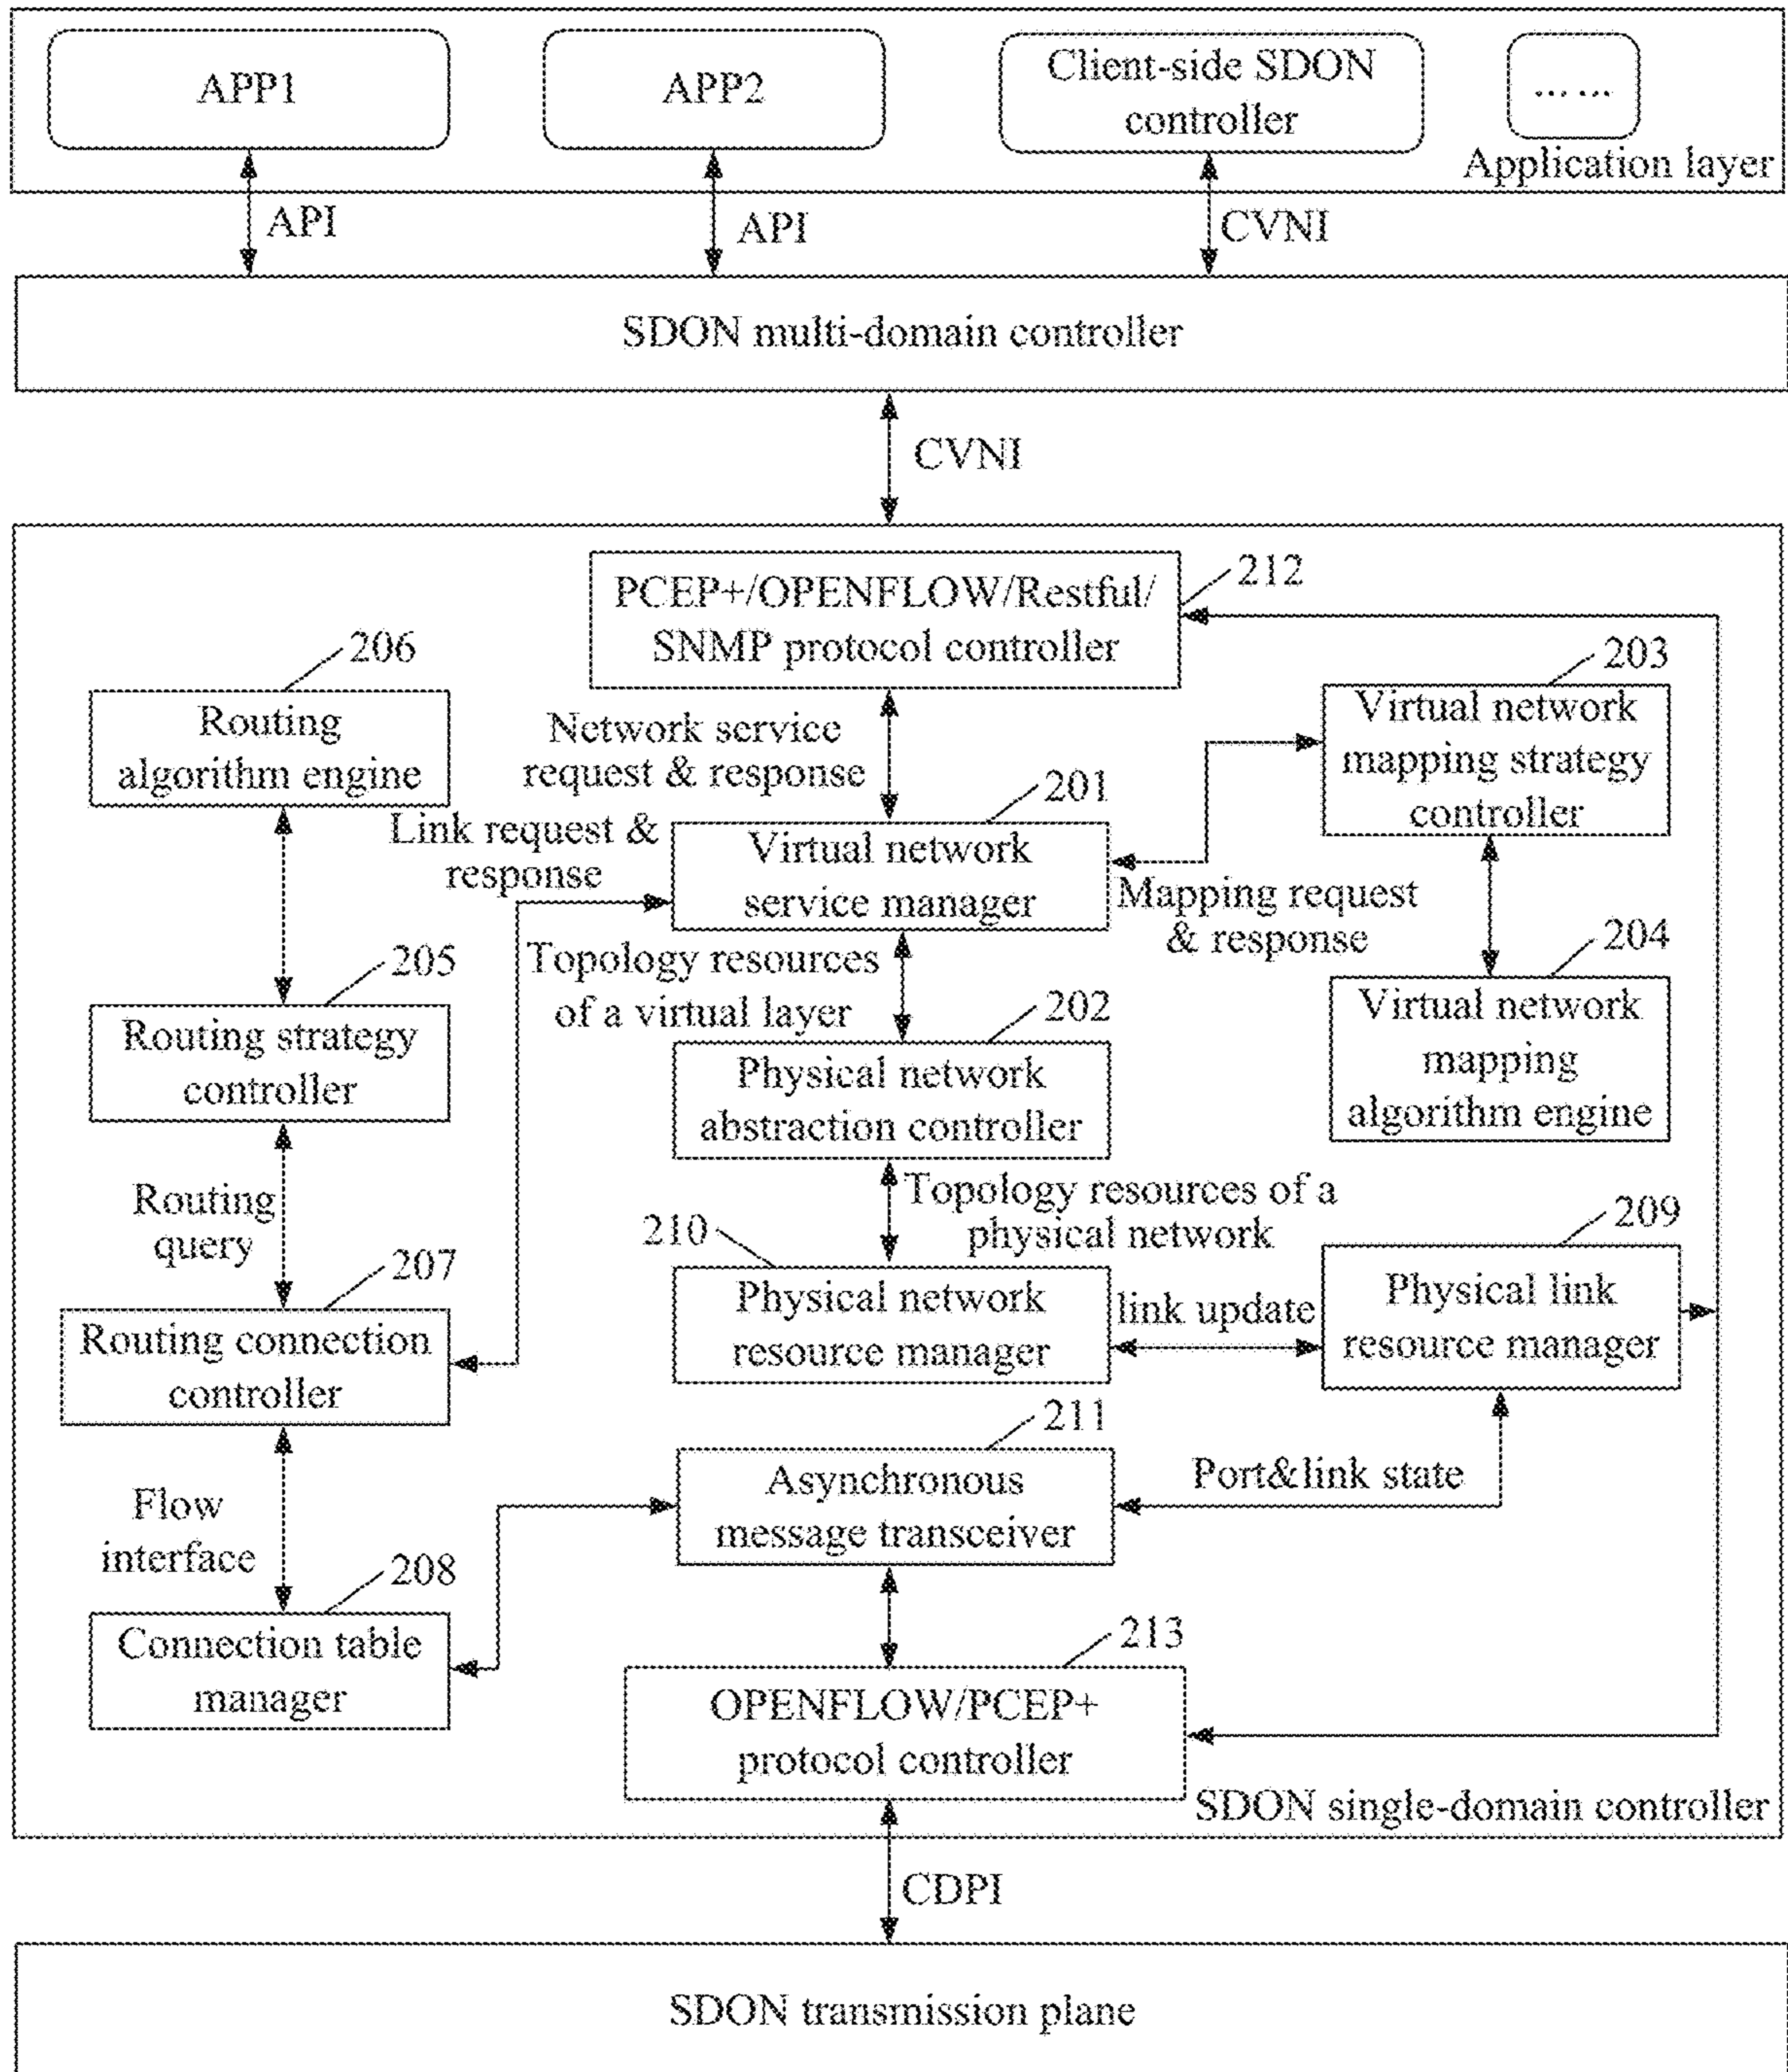 APP1
APP2
Client-side SDON
controller
... ...
Application layer
API
API
CVNI
SDON multi-domain controller
CVNI
PCEP+/OPENFLOW/Restful/
SNMP protocol controller
212
206
Routing
algorithm engine
Network service
request & response
203
Virtual network
mapping strategy
controller
201
Link request &
response
Virtual network
service manager
Mapping request
& response
204
Virtual network
mapping
algorithm engine
205
Routing strategy
controller
Topology resources
of a virtual layer
202
Physical network
abstraction controller
Routing
query
Topology resources of a
physical network
210
209
207
Routing connection
controller
Physical network
resource manager
link update
Physical link
resource manager
211
Asynchronous
message transceiver
Port&link state
Flow
interface
208
Connection table
manager
213
OPENFLOW/PCEP+
protocol controller
SDON single-domain controller
CDPI
SDON transmission plane